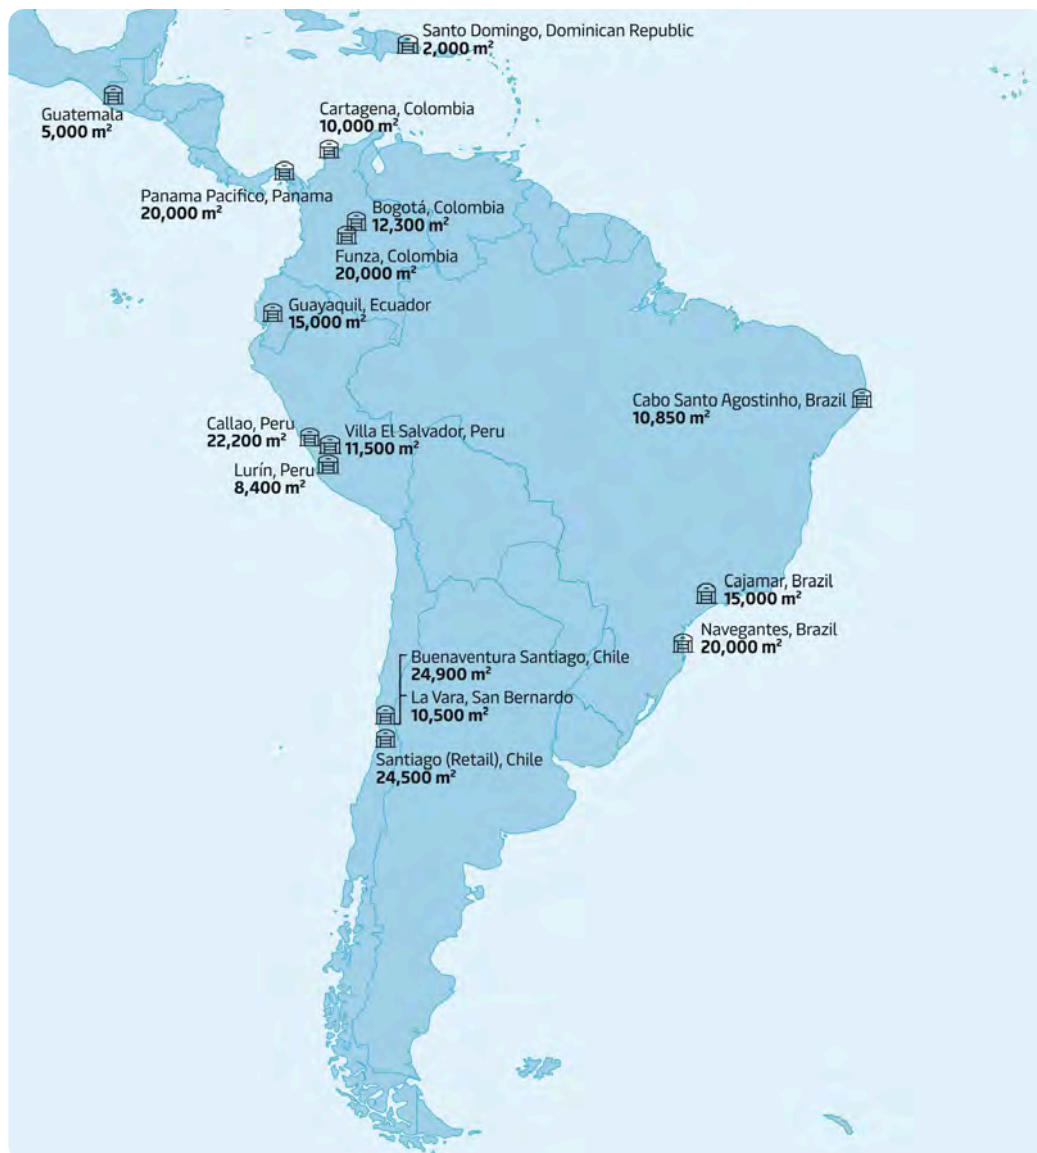 Santo Domingo, Dominican Republic
2,000 m²
Guatemala
5,000 m²
Cartagena, Colombia
10,000 m²
Panama Pacifico, Panama
20,000 m²
Bogotá, Colombia
12,300 m²
Funza, Colombia
20,000 m²
Guayaquil, Ecuador
15,000 m²
Cabo Santo Agostinho, Brazil
10,850 m²
Callao, Peru
22,200 m²
Villa El Salvador, Peru
11,500 m²
Lurín, Peru
8,400 m²
Cajamar, Brazil
15,000 m²
Navegantes, Brazil
20,000 m²
Buenaventura Santiago, Chile
24,900 m²
La Vara, San Bernardo
10,500 m²
Santiago (Retail), Chile
24,500 m²